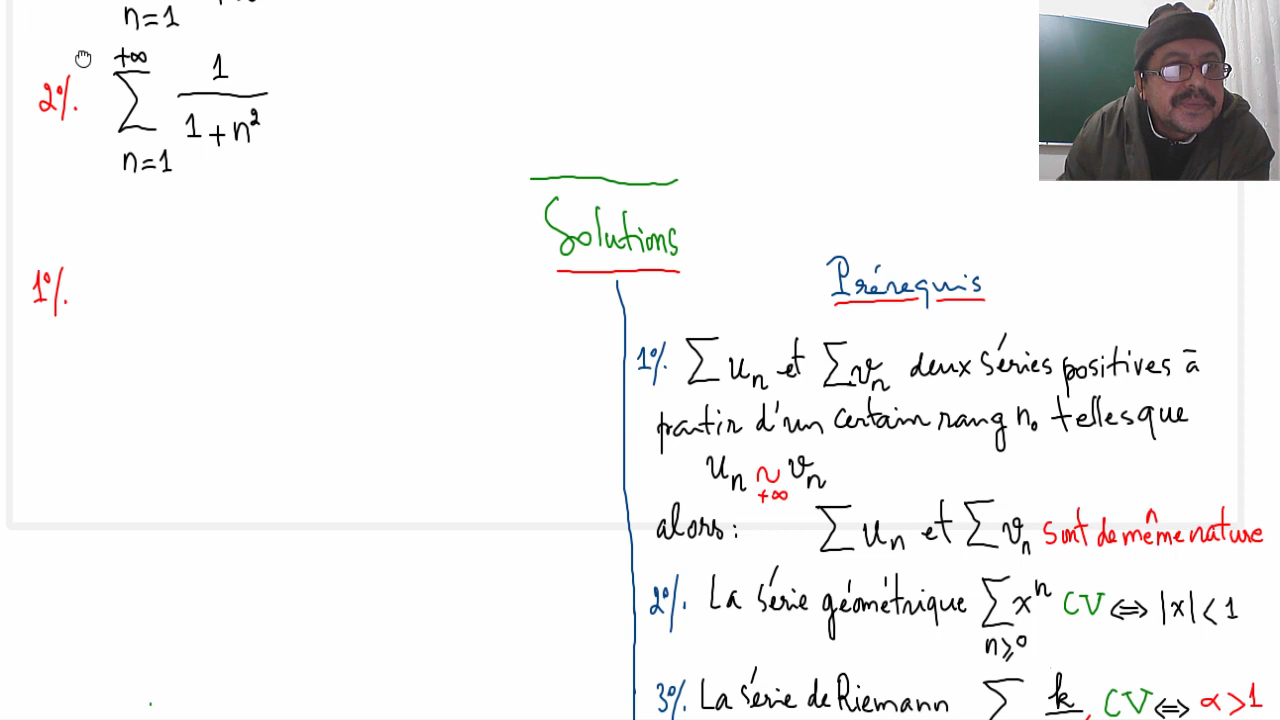 n=1
2%. +∞
∑ 1/(1+n²)
n=1
Solutions
1%.
Prérequis
1% ∑ uₙ et ∑ vₙ deux séries positives à
partir d'un certain rang n₀ telles que
uₙ ~ vₙ
+∞
alors : ∑ uₙ et ∑ vₙ sont de même nature
2%. La série géométrique ∑ xⁿ CV ⇔ |x| < 1
n⩾0
3%. La série de Riemann ∑ k CV ⇔ α > 1